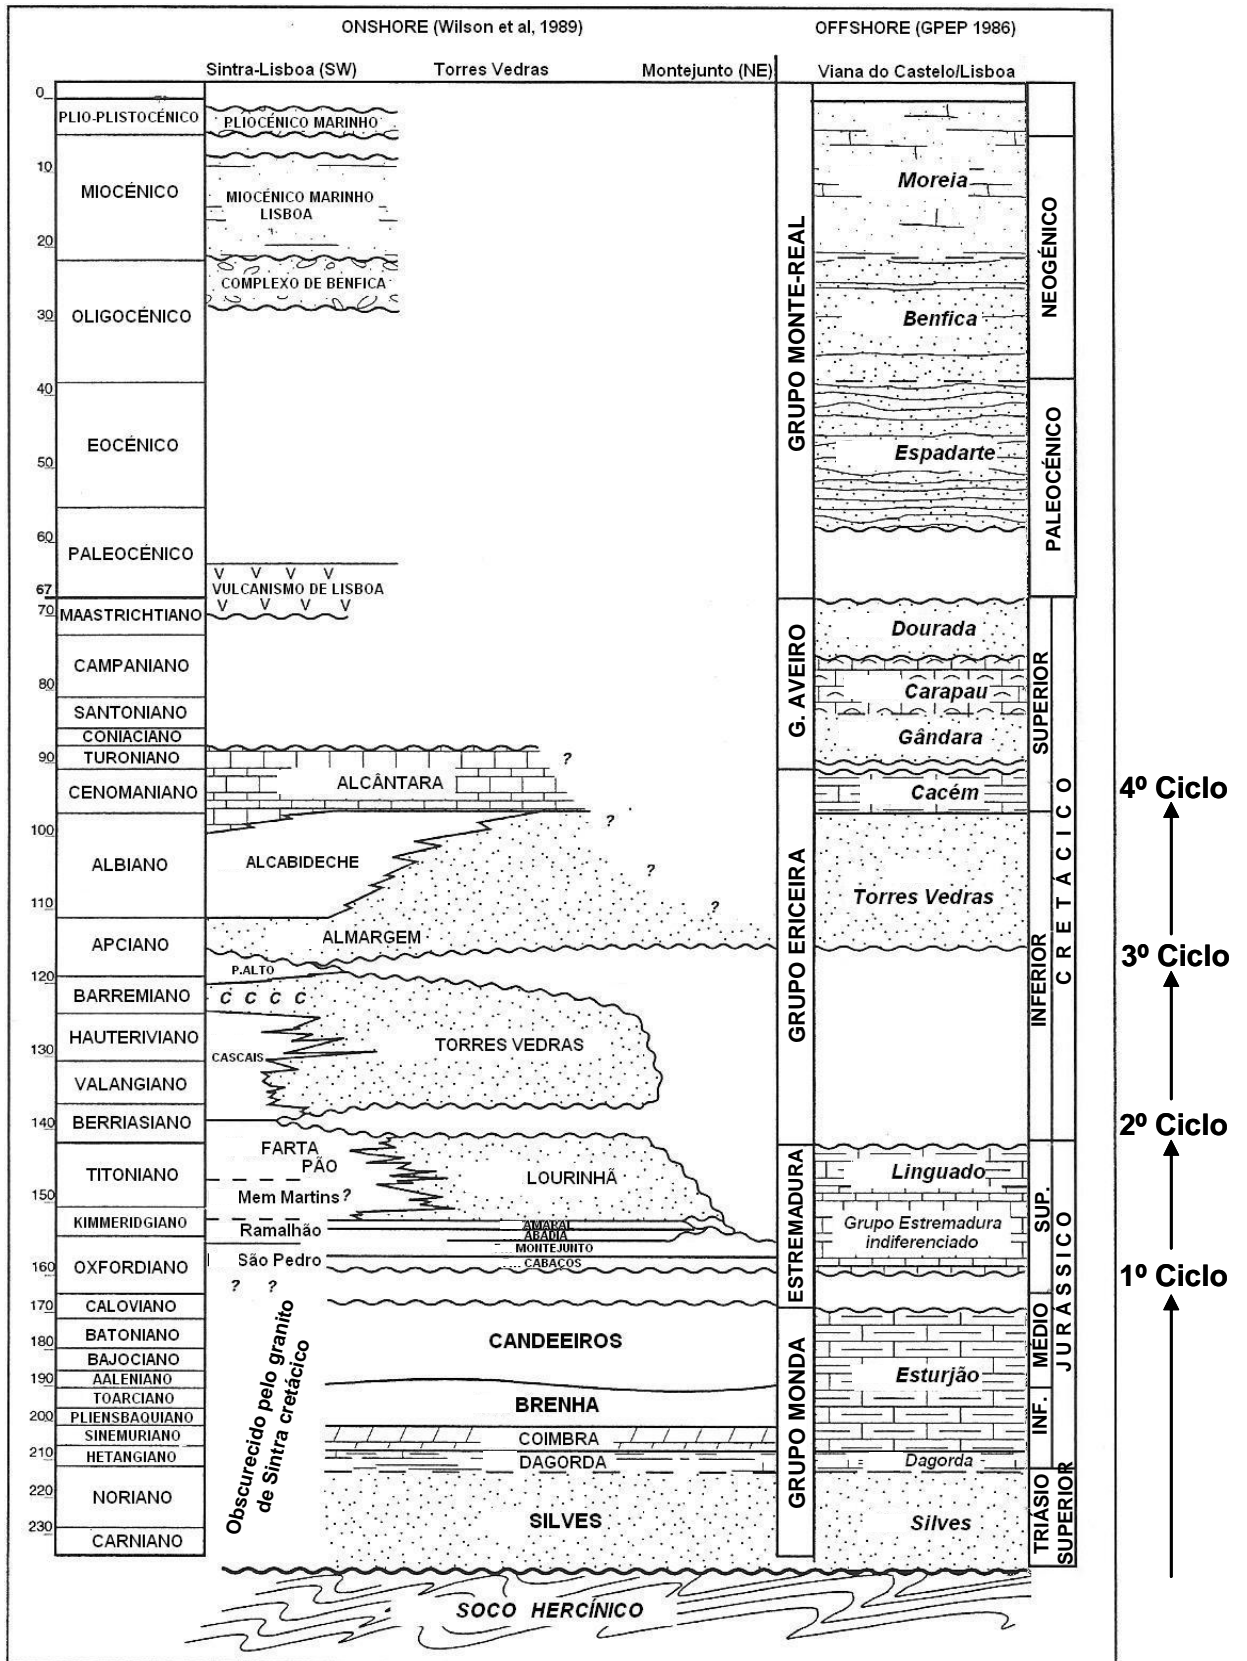 ONSHORE (Wilson et al, 1989)
OFFSHORE (GPEP 1986)
Sintra-Lisboa (SW)
Torres Vedras
Montejunto (NE)
Viana do Castelo/Lisboa
0
10
20
30
40
50
60
67
70
80
90
100
110
120
130
140
150
160
170
180
190
200
210
220
230
PLIO-PLISTOCÉNICO
MIOCÉNICO
OLIGOCÉNICO
EOCÉNICO
PALEOCÉNICO
MAASTRICHTIANO
CAMPANIANO
SANTONIANO
CONIACIANO
TURONIANO
CENOMANIANO
ALBIANO
APCIANO
BARREMIANO
HAUTERIVIANO
VALANGIANO
BERRIASIANO
TITONIANO
KIMMERIDGIANO
OXFORDIANO
CALOVIANO
BATONIANO
BAJOCIANO
AALENIANO
TOARCIANO
PLIENSBAQUIANO
SINEMURIANO
HETANGIANO
NORIANO
CARNIANO
PLIOCÉNICO MARINHO
MIOCÉNICO MARINHO
LISBOA
COMPLEXO DE BENFICA
V V V V
VULCANISMO DE LISBOA
V V V V
?
ALCÂNTARA
?
ALCABIDECHE
?
?
ALMARGEM
P.ALTO
C C C C
CASCAIS
TORRES VEDRAS
FARTA
PÃO
LOURINHÃ
Mem Martins ?
Ramalhão
AMARAL
ABADIA
MONTEJUNTO
São Pedro
CABAÇOS
? ?
Obscurecido pelo granito
de Sintra cretácico
CANDEEIROS
BRENHA
COIMBRA
DAGORDA
SILVES
SOCO HERCÍNICO
GRUPO MONTE-REAL
G. AVEIRO
GRUPO ERICEIRA
ESTREMADURA
GRUPO MONDA
Moreia
Benfica
Espadarte
Dourada
Carapau
Gândara
Cacém
Torres Vedras
Linguado
Grupo Estremadura
indiferenciado
Esturjão
Dagorda
Silves
NEOGÉNICO
PALEOCÉNICO
SUPERIOR
INFERIOR
CRETÁCICO
SUP.
MÉDIO
INF.
JURÁSSICO
TRIÁSIO
SUPERIOR
4º Ciclo
3º Ciclo
2º Ciclo
1º Ciclo